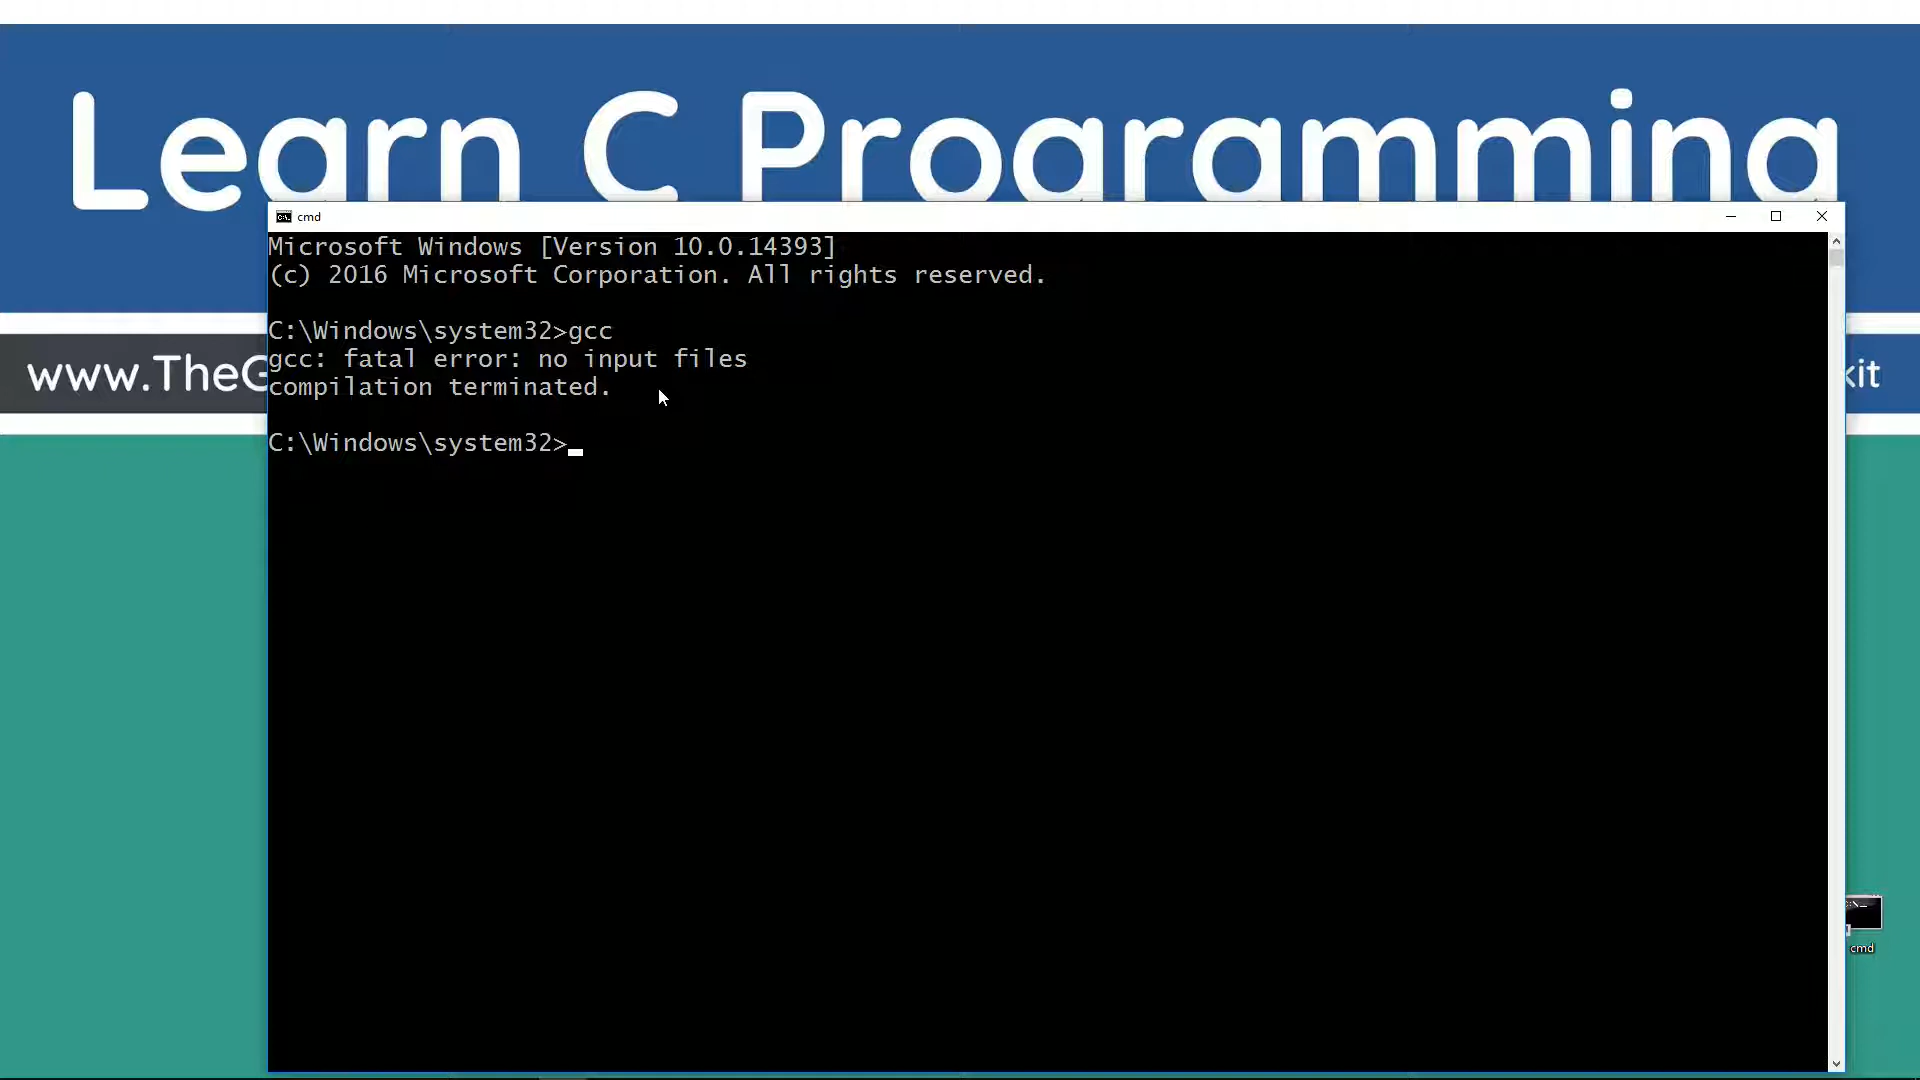 Learn C Programming
cmd
Microsoft Windows [Version 10.0.14393]
(c) 2016 Microsoft Corporation. All rights reserved.
C:\Windows\system32>gcc
gcc: fatal error: no input files
www.TheG
kit
compilation terminated.
C:\Windows\system32>
cmd